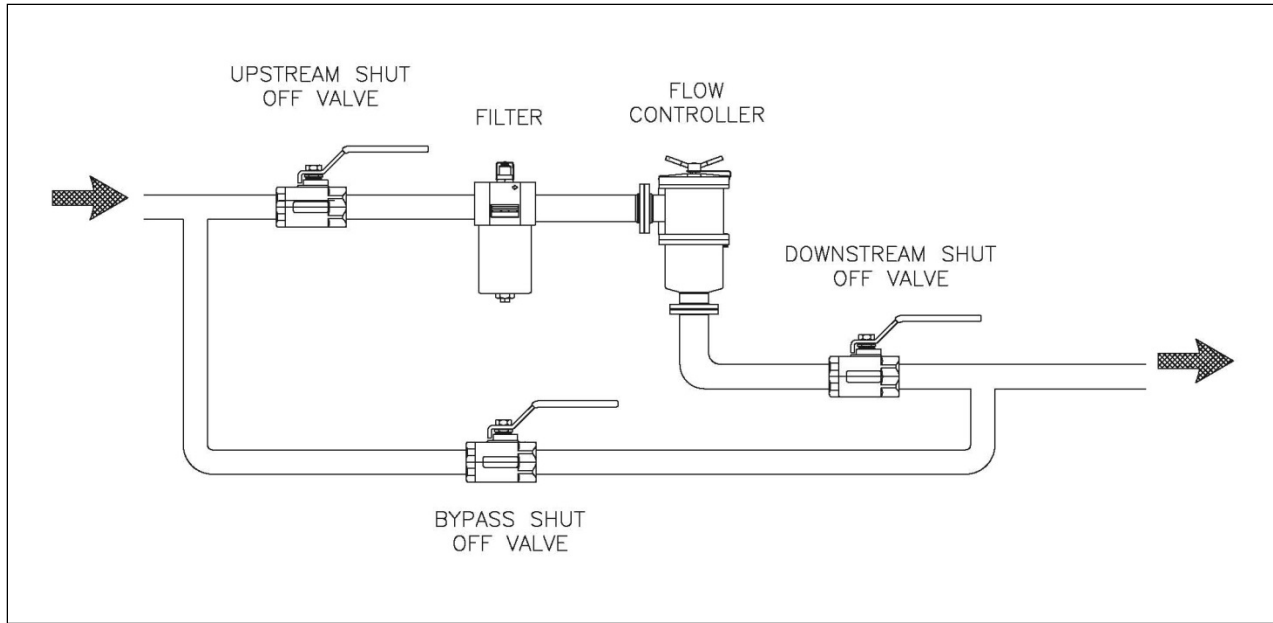 UPSTREAM SHUT
OFF VALVE
FILTER
FLOW
CONTROLLER
DOWNSTREAM SHUT
OFF VALVE
BYPASS SHUT
OFF VALVE